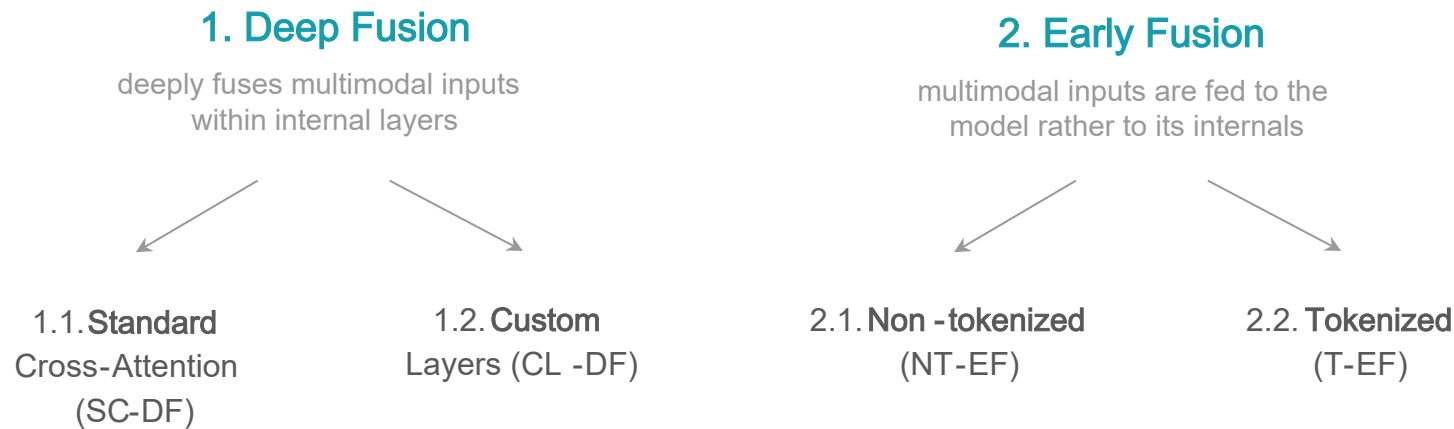 1. Deep Fusion
deeply fuses multimodal inputs
within internal layers
1.1. Standard
Cross-Attention
(SC-DF)
1.2. Custom
Layers (CL -DF)
2. Early Fusion
multimodal inputs are fed to the
model rather to its internals
2.1. Non -tokenized
(NT-EF)
2.2. Tokenized
(T-EF)